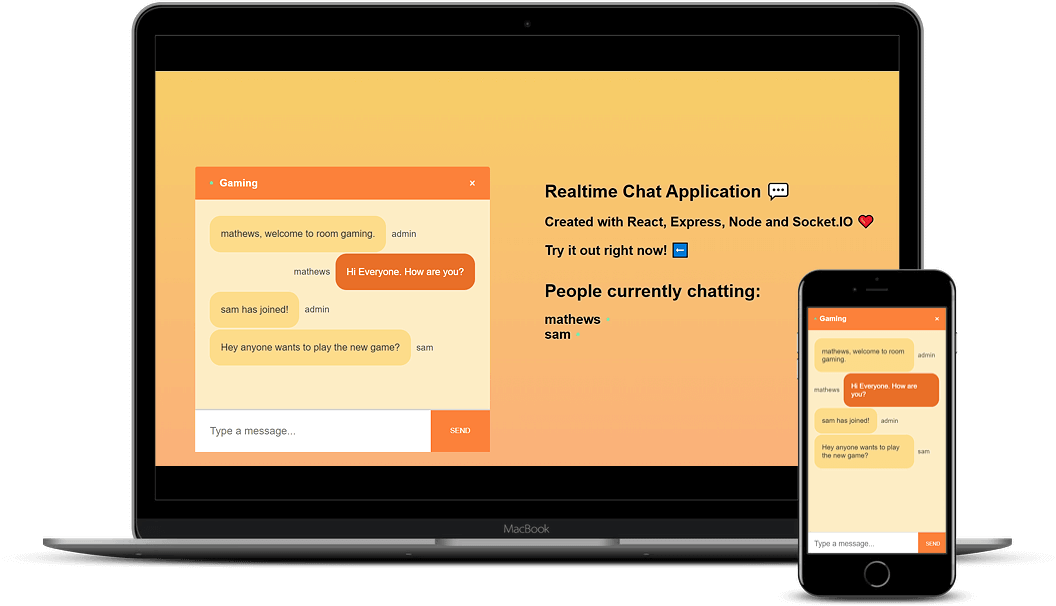 Gaming ×
mathews, welcome to room gaming. admin
mathews Hi Everyone. How are you?
sam has joined! admin
Hey anyone wants to play the new game? sam
Type a message...
SEND
Realtime Chat Application 💬
Created with React, Express, Node and Socket.IO ❤️
Try it out right now! ⬅️
People currently chatting:
mathews
sam
MacBook
Gaming ×
mathews, welcome to room
gaming.
admin
mathews
Hi Everyone. How are
you?
sam has joined! admin
Hey anyone wants to play
the new game?
sam
Type a message...
SEND